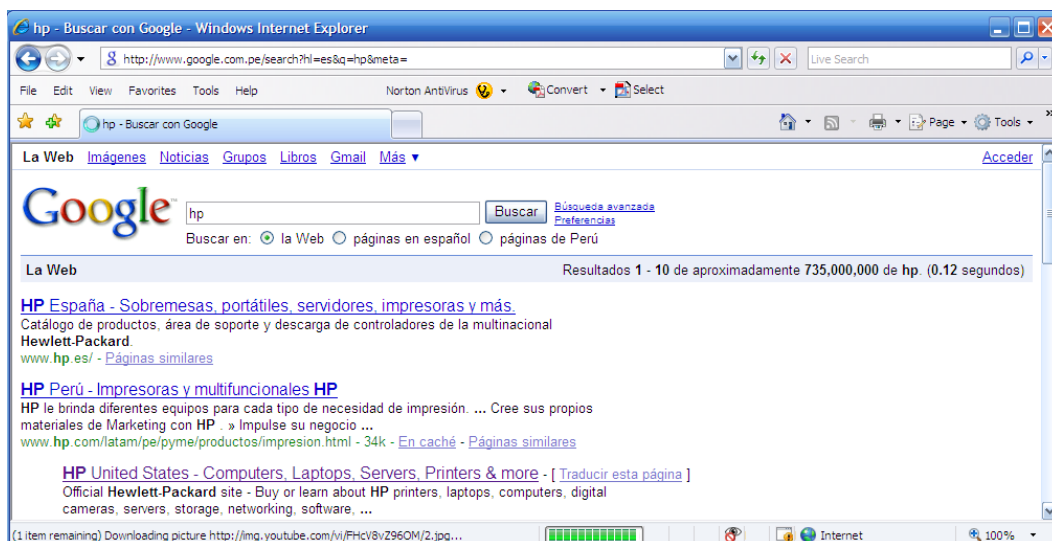 hp - Buscar con Google - Windows Internet Explorer
http://www.google.com.pe/search?hl=es&q=hp&meta=
Live Search
File Edit View Favorites Tools Help Norton AntiVirus Convert Select
hp - Buscar con Google
Page Tools
La Web Imágenes Noticias Grupos Libros Gmail Más ▼ Acceder
Google hp Buscar Búsqueda avanzada
Preferencias
Buscar en: la Web páginas en español páginas de Perú
La Web Resultados 1 - 10 de aproximadamente 735,000,000 de hp. (0.12 segundos)
HP España - Sobremesas, portátiles, servidores, impresoras y más.
Catálogo de productos, área de soporte y descarga de controladores de la multinacional
Hewlett-Packard.
www.hp.es/ - Páginas similares
HP Perú - Impresoras y multifuncionales HP
HP le brinda diferentes equipos para cada tipo de necesidad de impresión. ... Cree sus propios
materiales de Marketing con HP . » Impulse su negocio ...
www.hp.com/latam/pe/pyme/productos/impresion.html - 34k - En caché - Páginas similares
HP United States - Computers, Laptops, Servers, Printers & more - [ Traducir esta página ]
Official Hewlett-Packard site - Buy or learn about HP printers, laptops, computers, digital
cameras, servers, storage, networking, software, ...
(1 item remaining) Downloading picture http://img.youtube.com/vi/FHcV8vZ96OM/2.jpg... Internet 100%